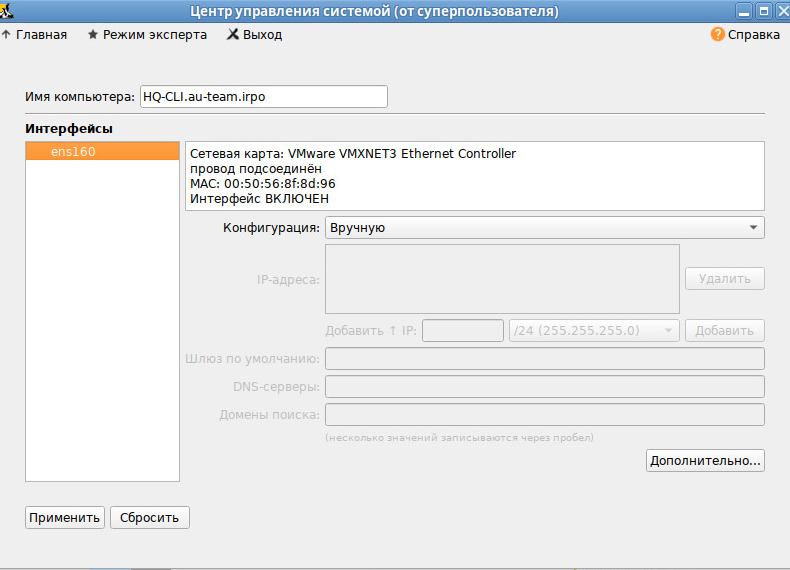 Центр управления системой (от суперпользователя)
Главная Режим эксперта Выход Справка
Имя компьютера: HQ-CLI.au-team.irpo
Интерфейсы
ens160
Сетевая карта: VMware VMXNET3 Ethernet Controller
провод подсоединён
MAC: 00:50:56:8f:8d:96
Интерфейс ВКЛЮЧЕН
Конфигурация: Вручную
IP-адреса: Удалить
Добавить ↑ IP: /24 (255.255.255.0) Добавить
Шлюз по умолчанию:
DNS-серверы:
Домены поиска:
(несколько значений записываются через пробел)
Дополнительно...
Применить Сбросить